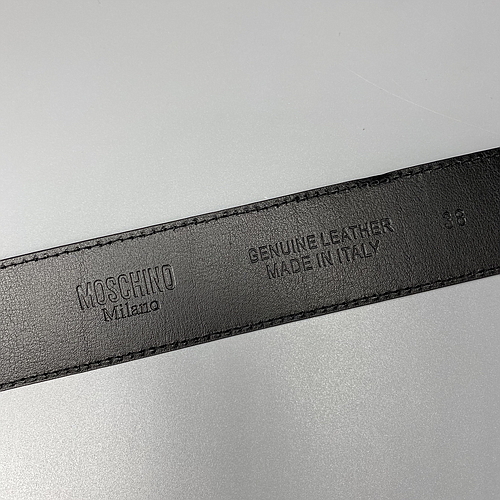 MOSCHINO
Milano
GENUINE LEATHER
MADE IN ITALY